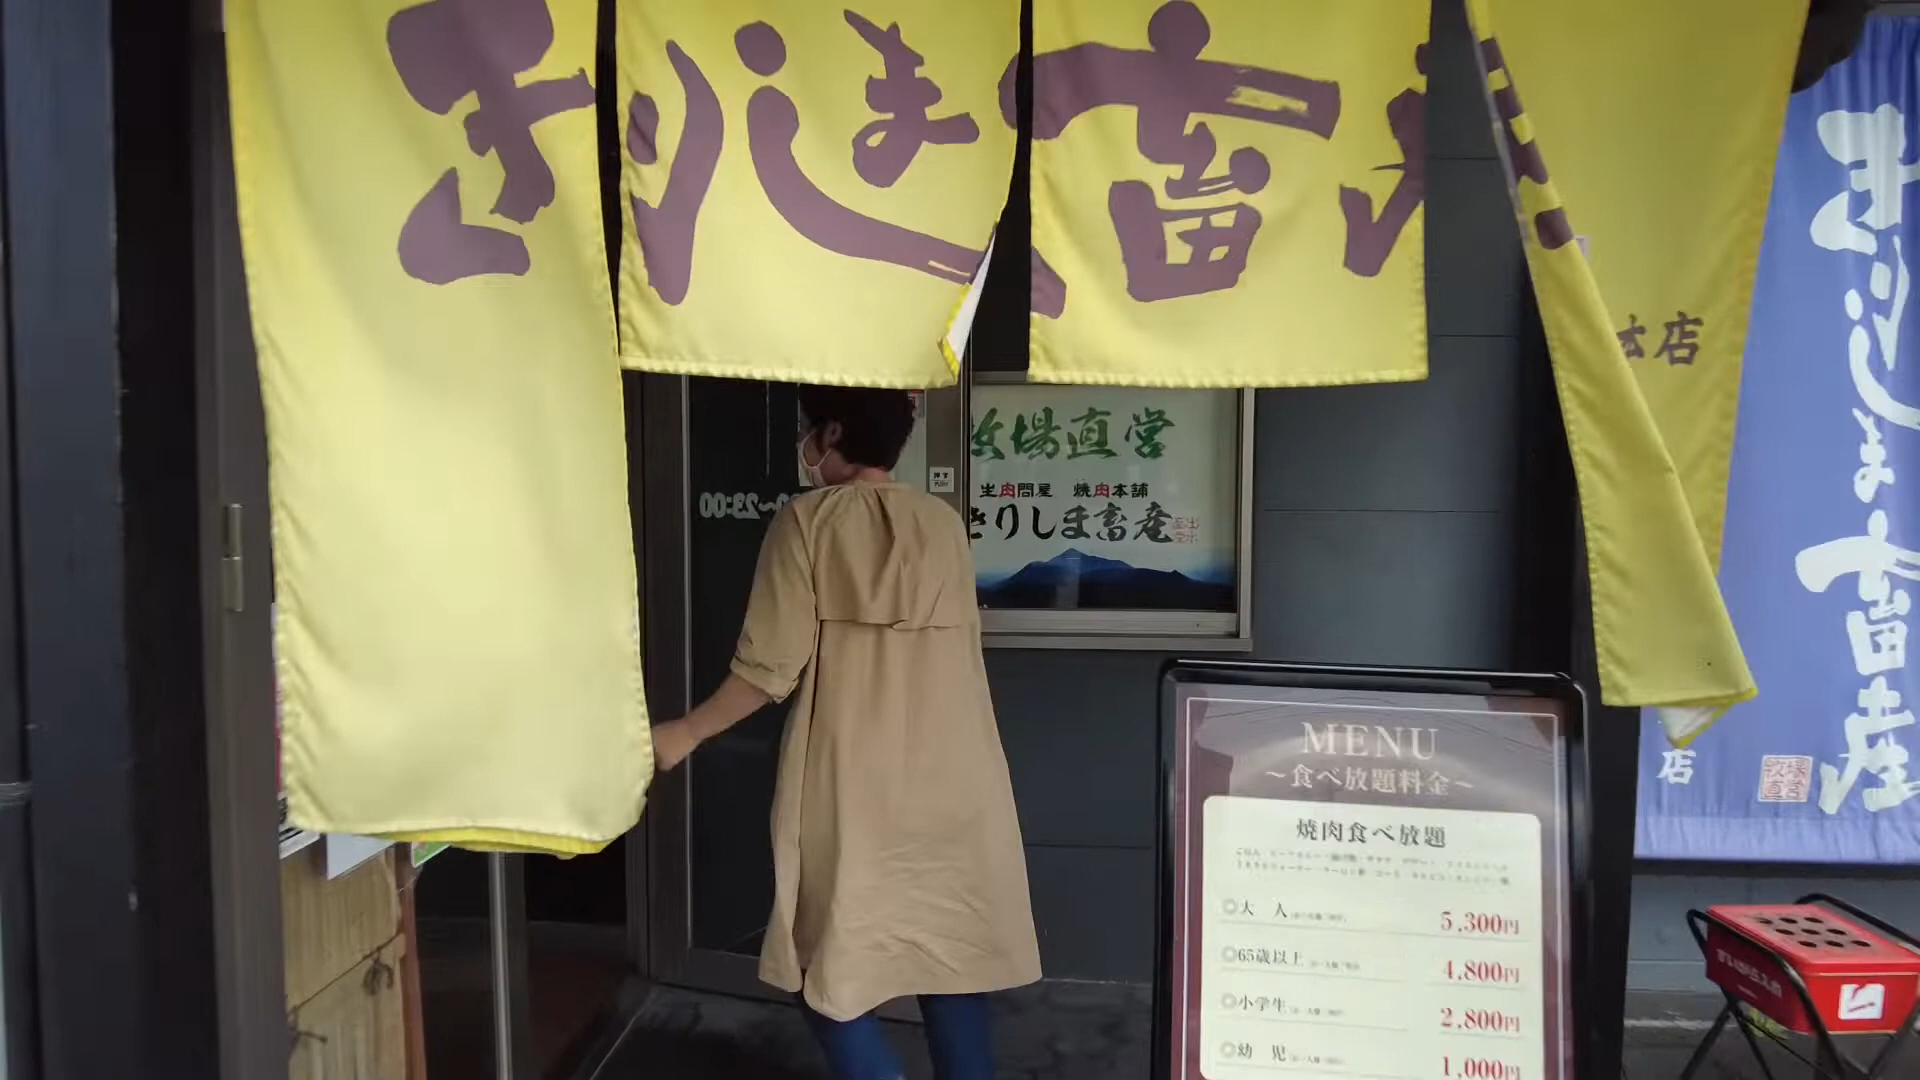 きりしま畜産
本店
きりしま畜産
店
牧場直営
牧場直営
生肉問屋 焼肉本舗
きりしま畜産
~23:00
MENU
~食べ放題料金~
焼肉食べ放題
◎大 人 5,300円
◎65歳以上 4,800円
◎小学生 2,800円
◎幼 児 1,000円